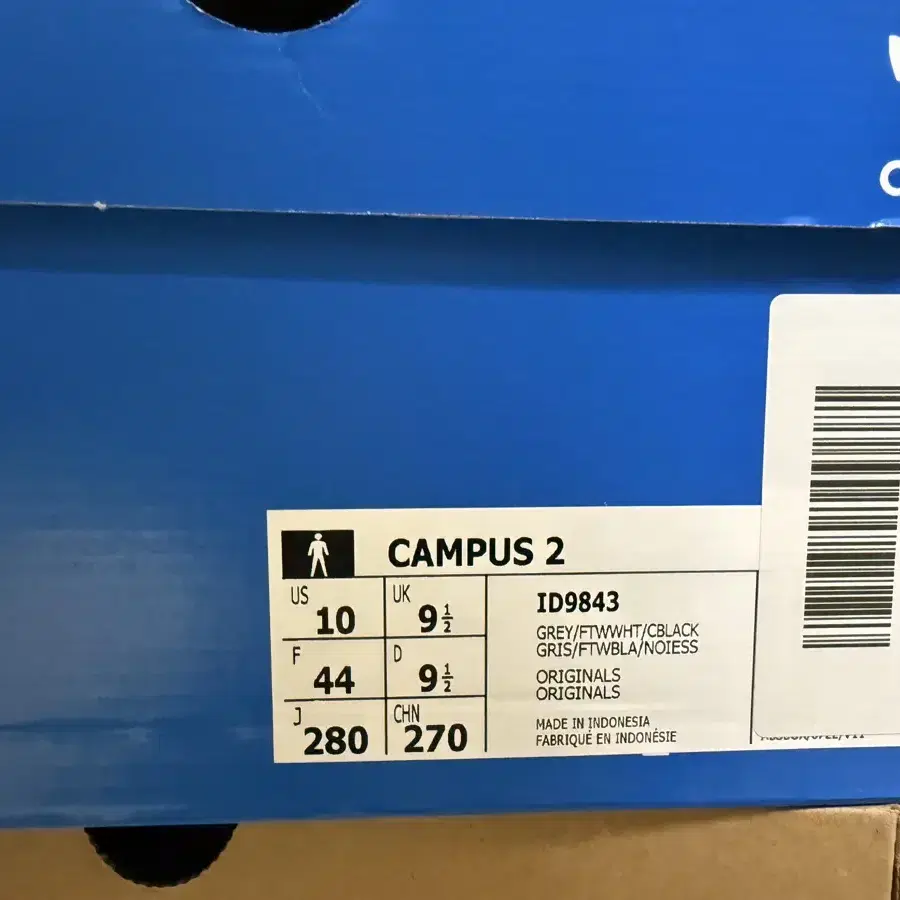 CAMPUS 2
US 10
UK 9 1/2
F 44
D 9 1/2
J 280
CHN 270
ID9843
GREY/FTWWHT/CBLACK
GRIS/FTWBLA/NOIESS
ORIGINALS
ORIGINALS
MADE IN INDONESIA
FABRIQUÉ EN INDONÉSIE